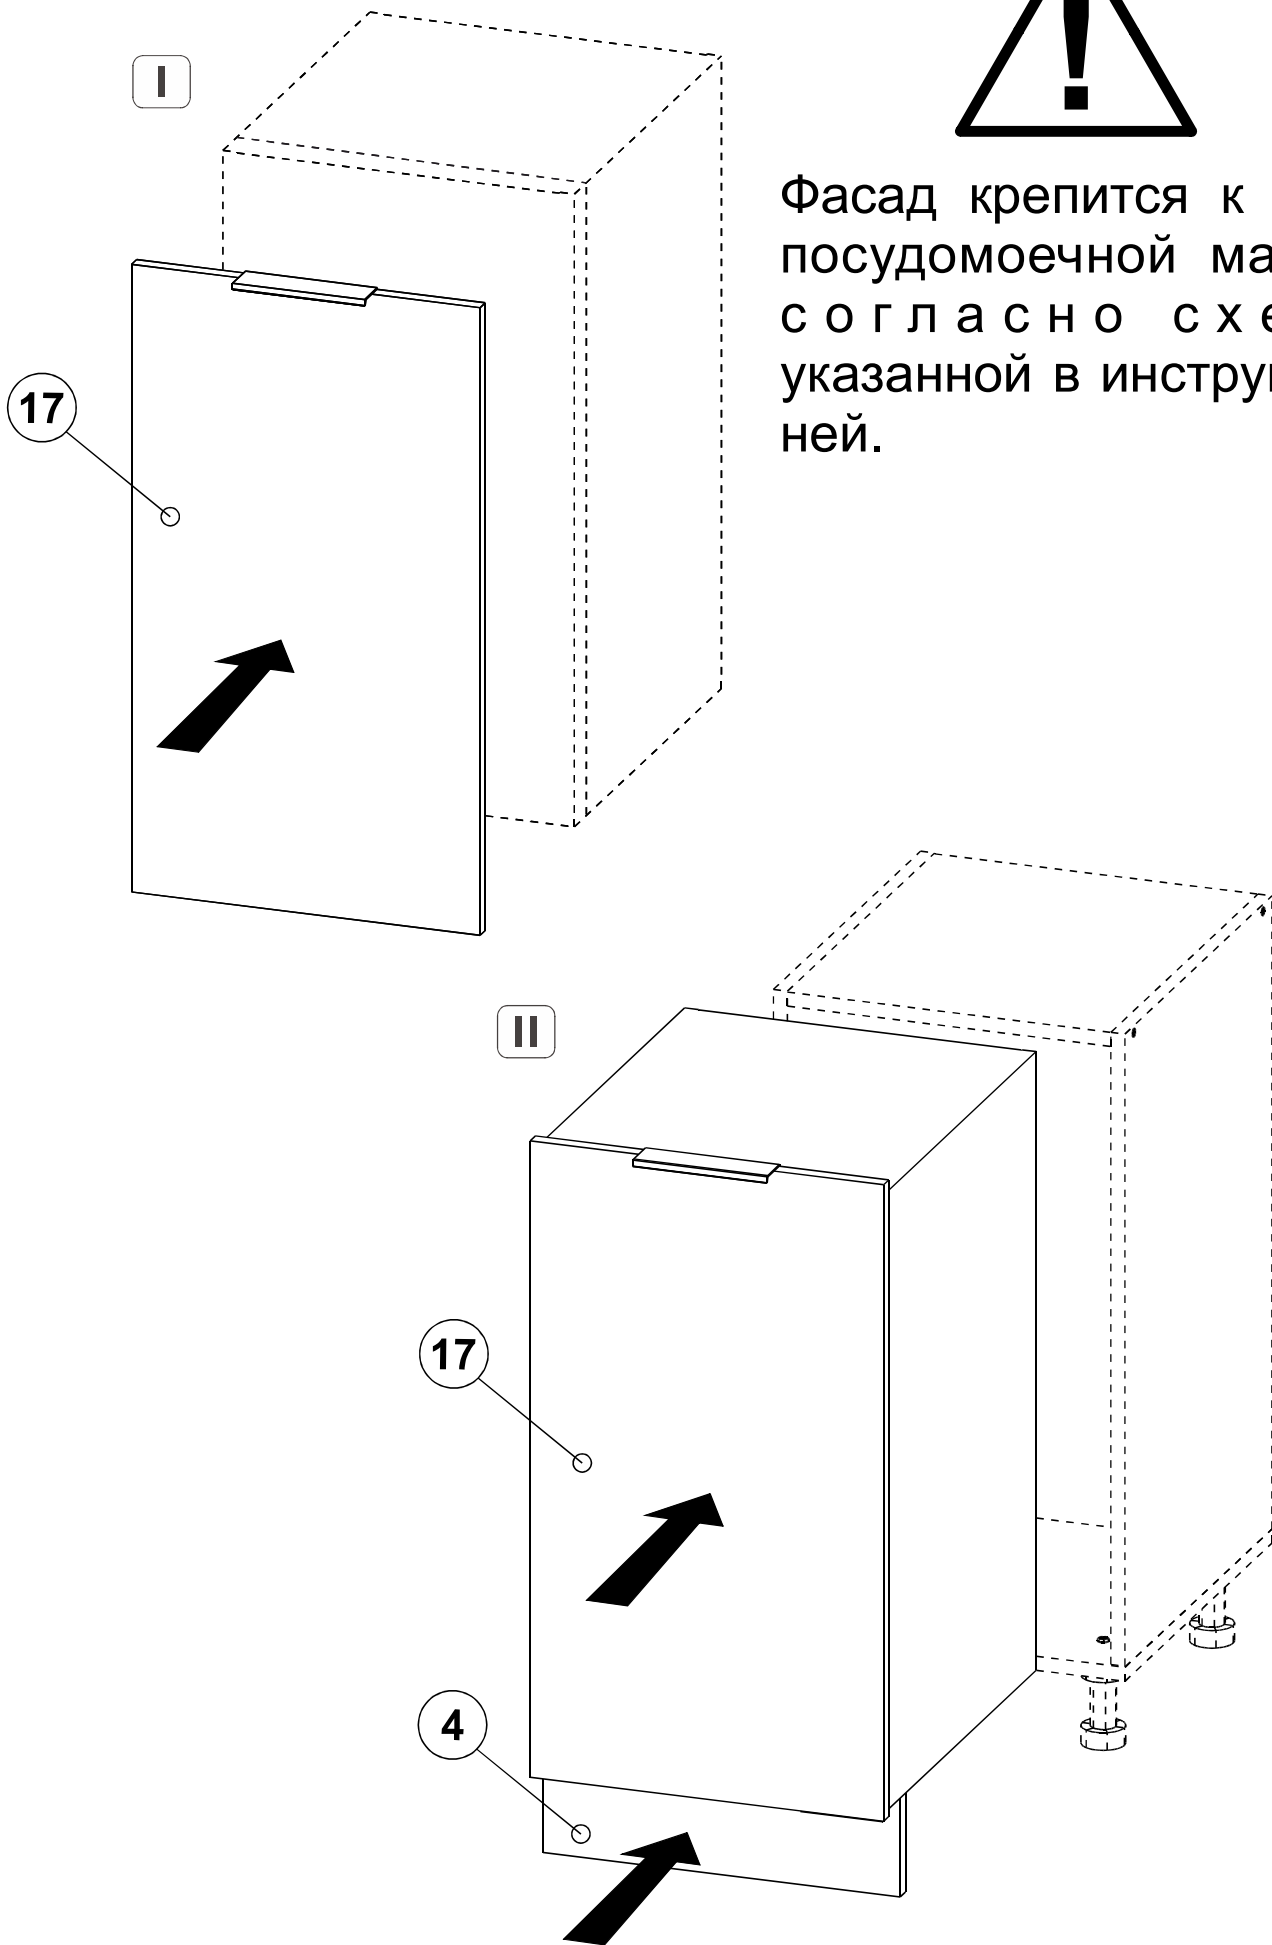 !
I
Фасад крепится к
посудомоечной ма
согласно схе
указанной в инстру
ней.
17
II
17
4